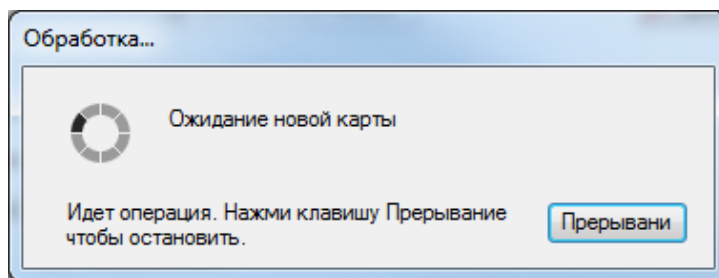 Обработка...
Ожидание новой карты
Идет операция. Нажми клавишу Прерывание
чтобы остановить.
Прерывани